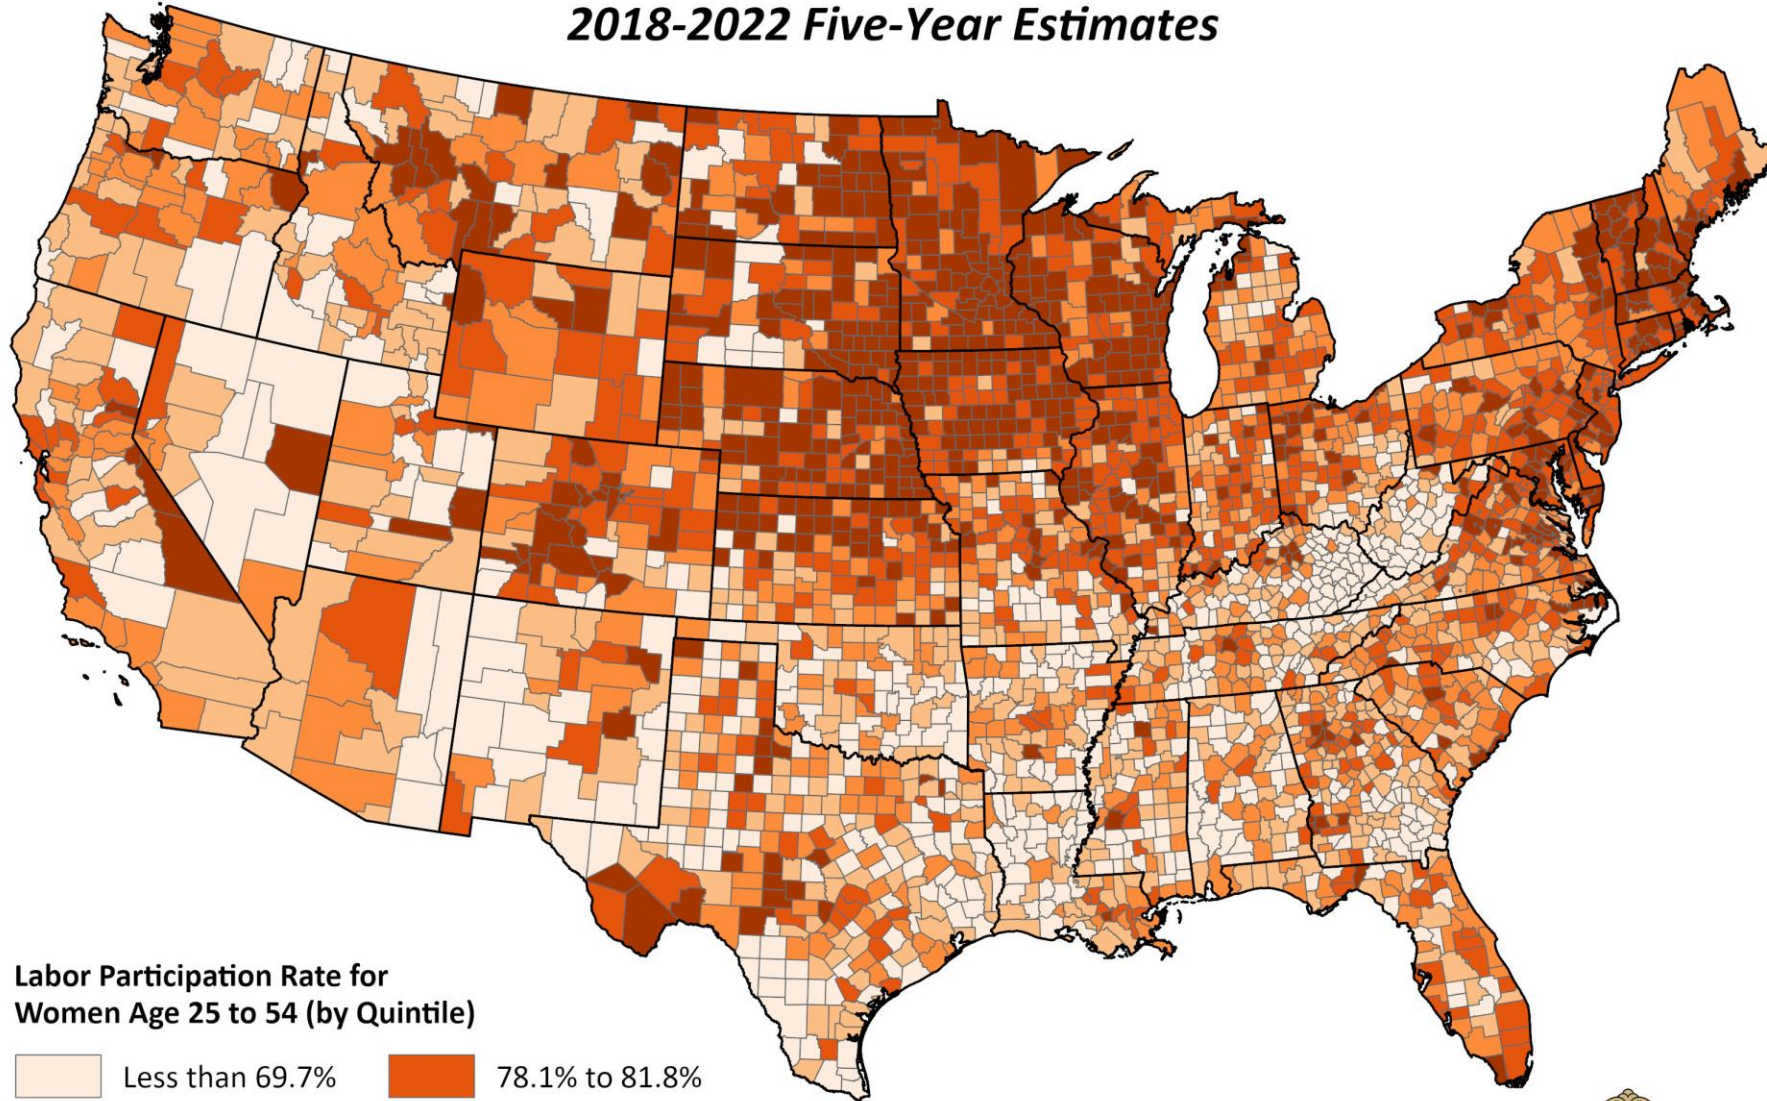 2018-2022 Five-Year Estimates
Labor Participation Rate for
Women Age 25 to 54 (by Quintile)
Less than 69.7%
78.1% to 81.8%